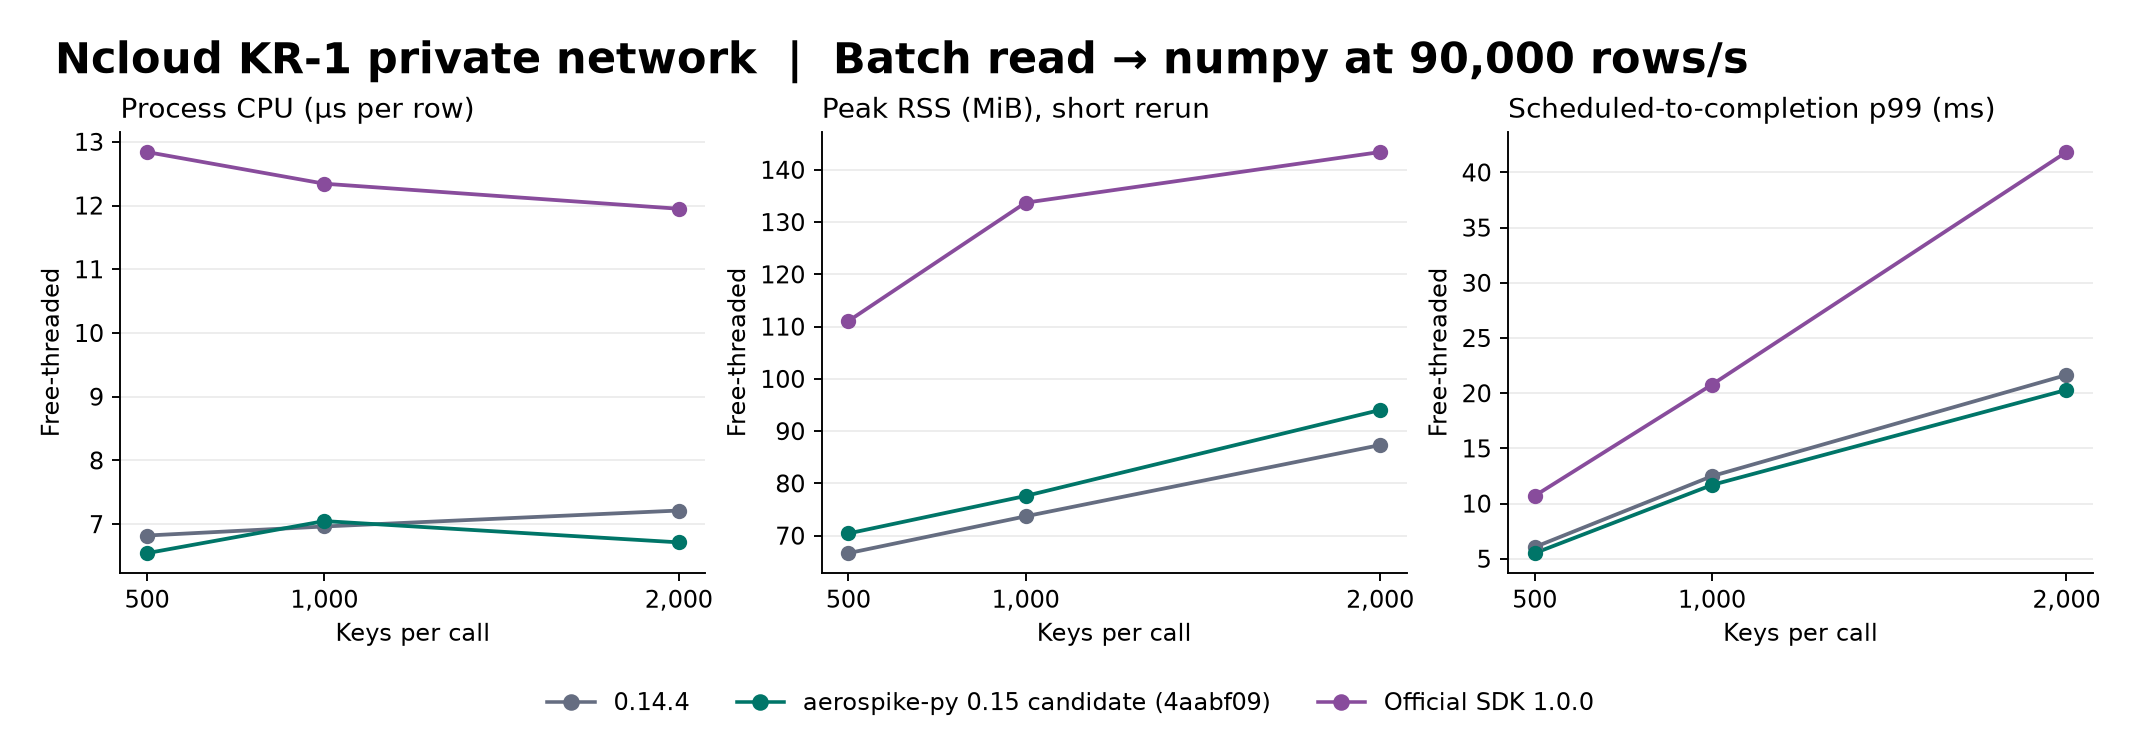 Ncloud KR-1 private network | Batch read → numpy at 90,000 rows/s
Process CPU (µs per row)
Free-threaded
13
12
11
10
9
8
7
500 1,000 2,000
Keys per call
Peak RSS (MiB), short rerun
Free-threaded
140
130
120
110
100
90
80
70
500 1,000 2,000
Keys per call
Scheduled-to-completion p99 (ms)
Free-threaded
40
35
30
25
20
15
10
5
500 1,000 2,000
Keys per call
0.14.4 aerospike-py 0.15 candidate (4aabf09) Official SDK 1.0.0